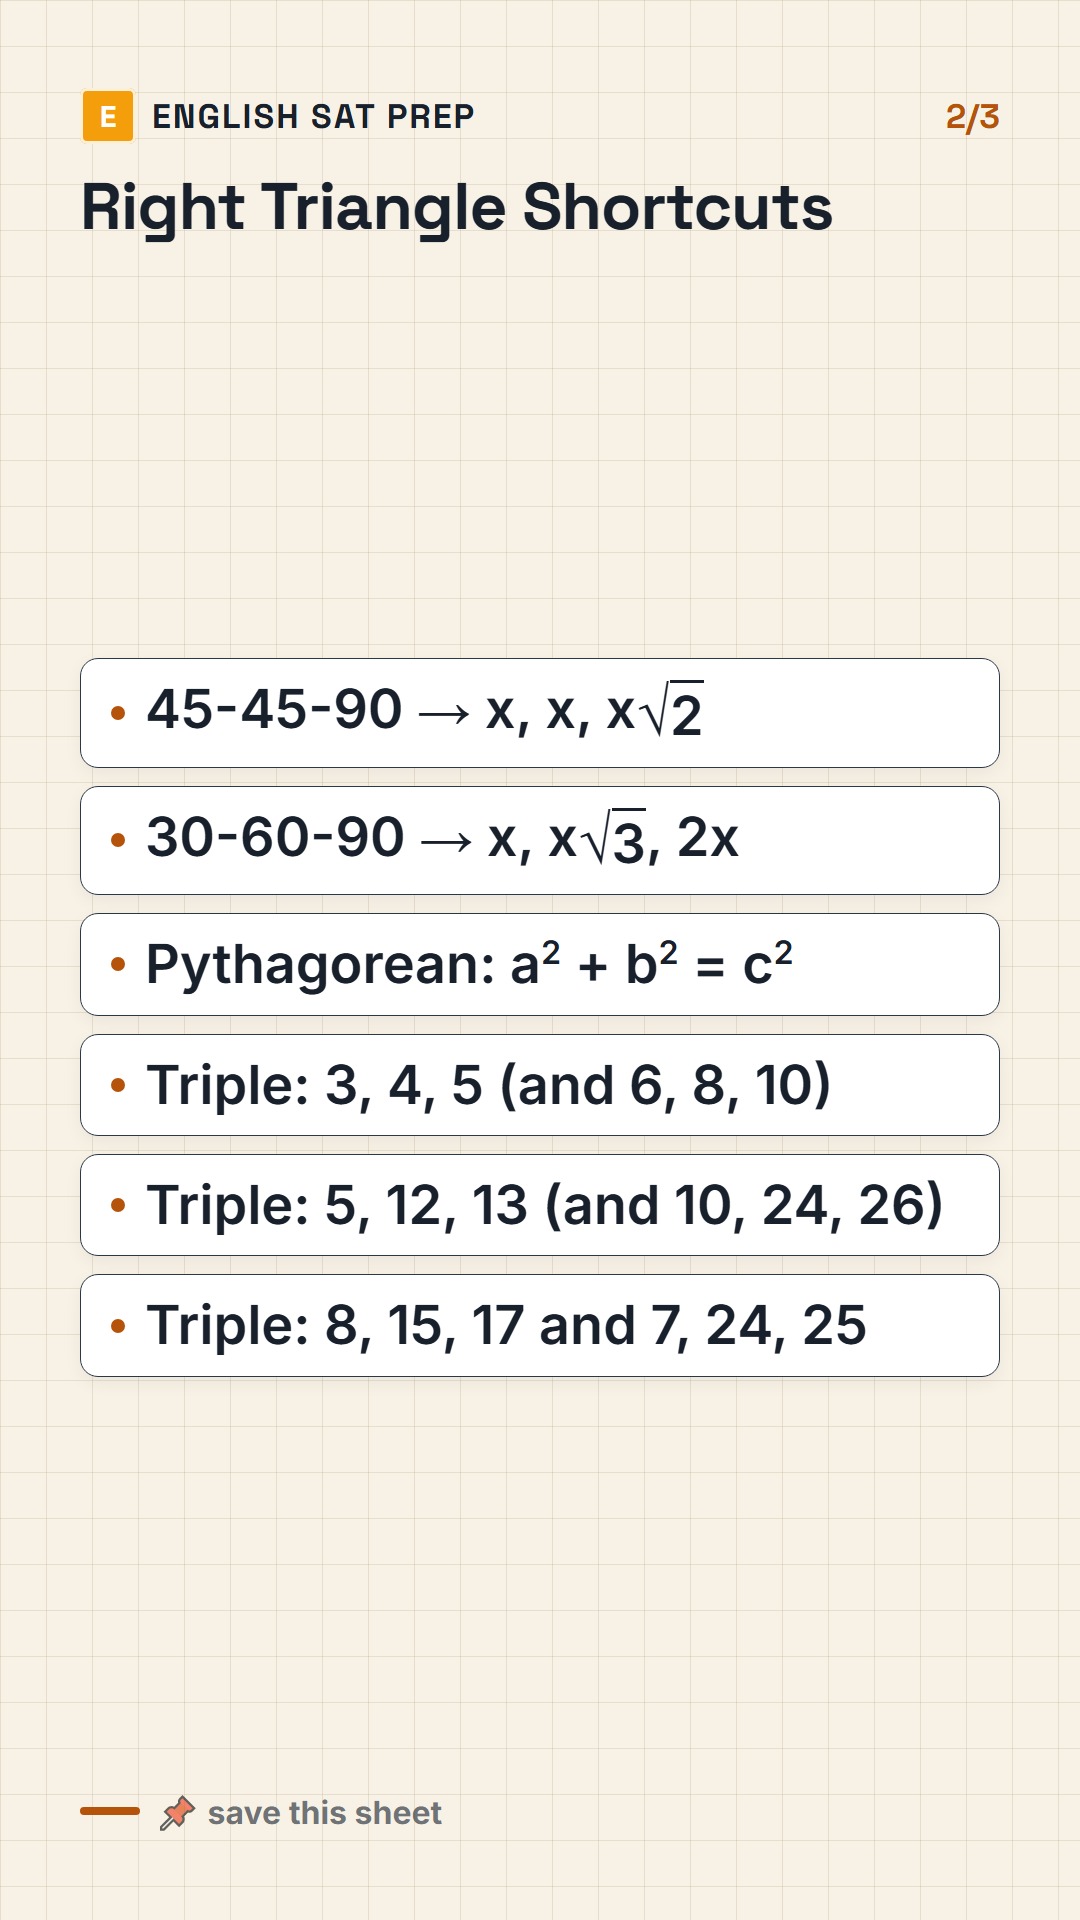 E ENGLISH SAT PREP 2/3
Right Triangle Shortcuts
• 45-45-90 → x, x, x√2
• 30-60-90 → x, x√3, 2x
• Pythagorean: a² + b² = c²
• Triple: 3, 4, 5 (and 6, 8, 10)
• Triple: 5, 12, 13 (and 10, 24, 26)
• Triple: 8, 15, 17 and 7, 24, 25
📌 save this sheet